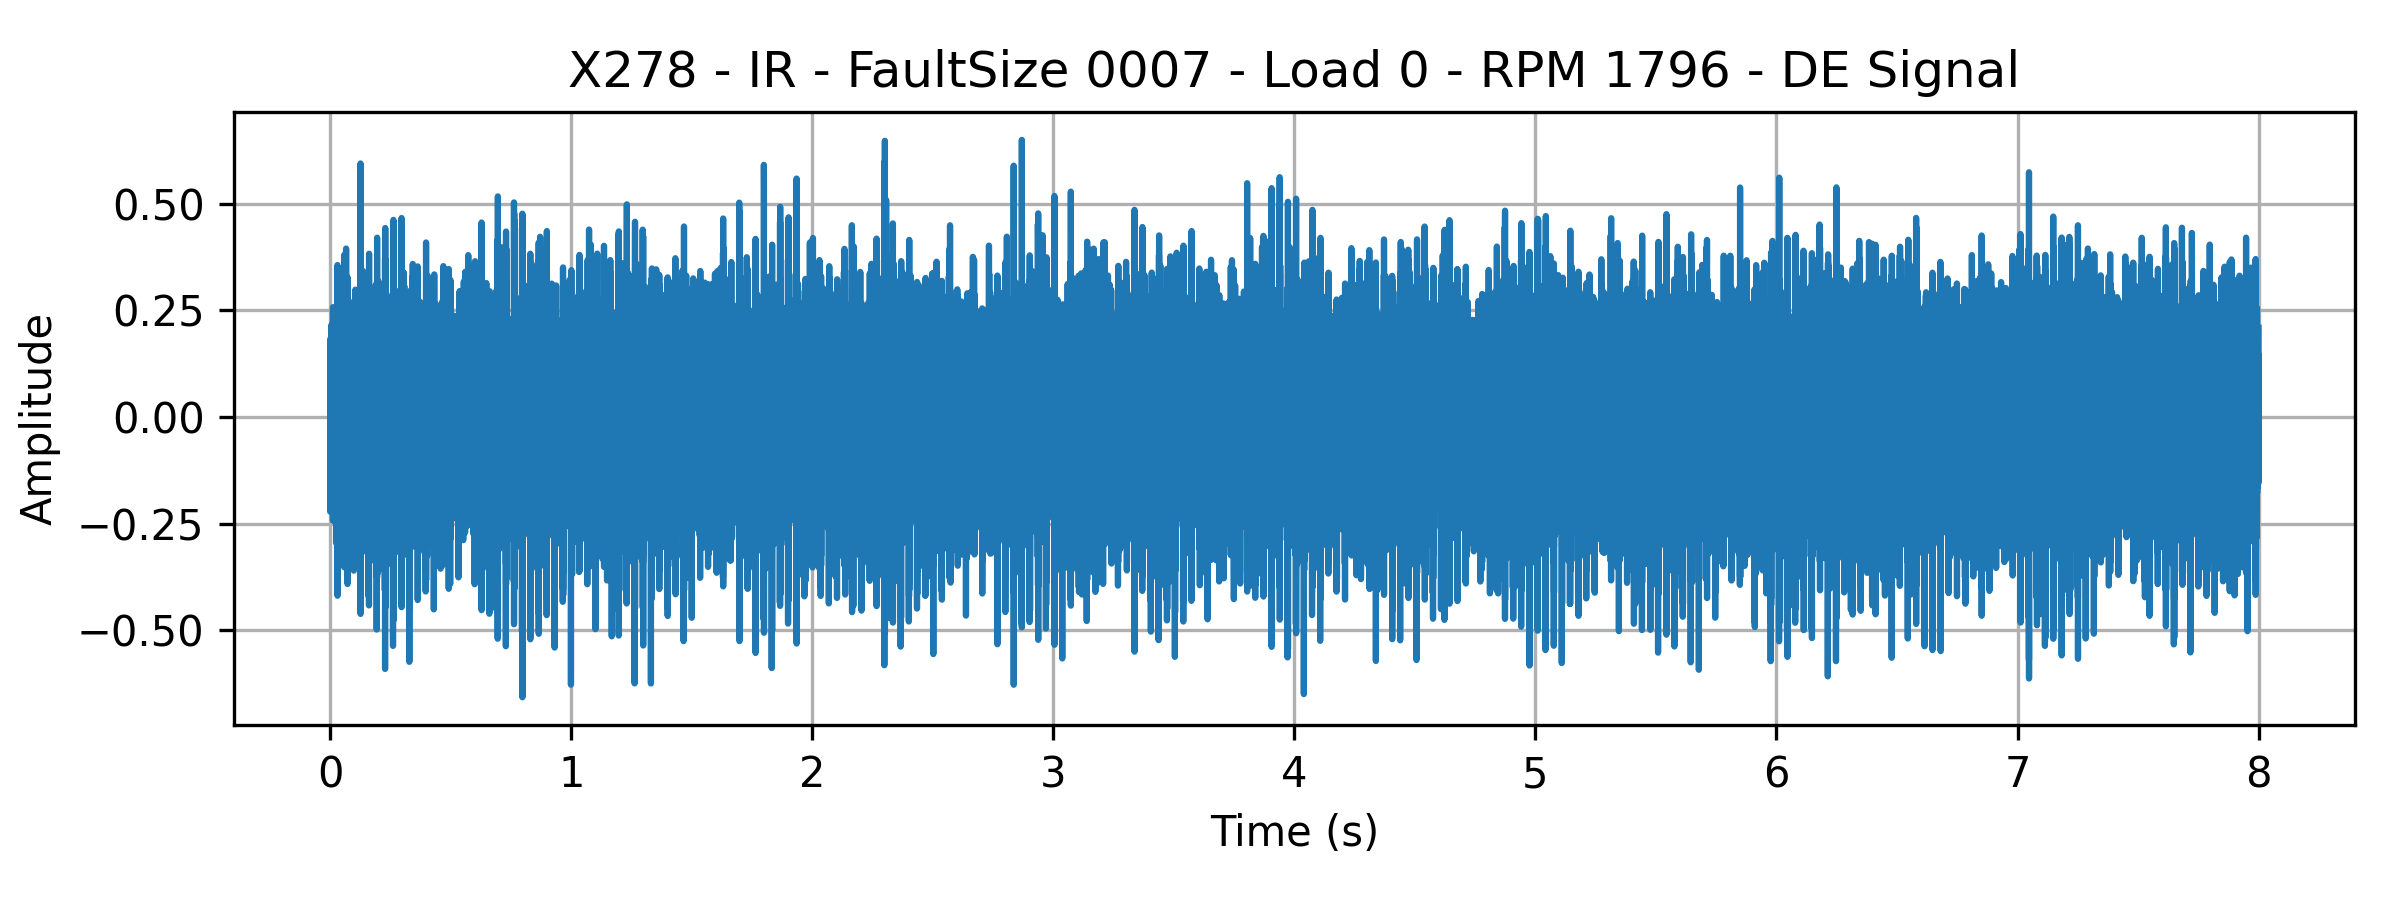 X278 - IR - FaultSize 0007 - Load 0 - RPM 1796 - DE Signal
Amplitude
0.50
0.25
0.00
−0.25
−0.50
0 1 2 3 4 5 6 7 8
Time (s)